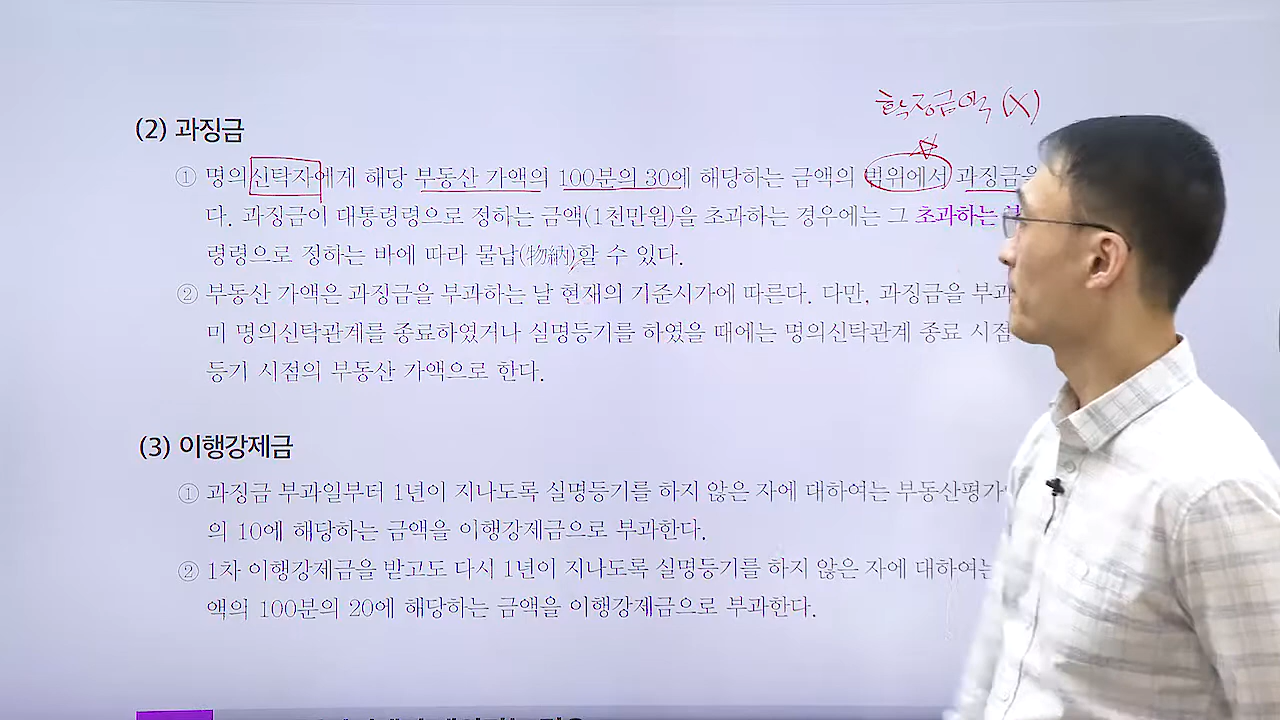 확정금액 (X)
(2) 과징금
① 명의신탁자에게 해당 부동산 가액의 100분의 30에 해당하는 금액의 범위에서 과징금을
다. 과징금이 대통령령으로 정하는 금액(1천만원)을 초과하는 경우에는 그 초과하는
령령으로 정하는 바에 따라 물납(物納)할 수 있다.
② 부동산 가액은 과징금을 부과하는 날 현재의 기준시가에 따른다. 다만, 과징금을 부과
미 명의신탁관계를 종료하였거나 실명등기를 하였을 때에는 명의신탁관계 종료 시점
등기 시점의 부동산 가액으로 한다.
(3) 이행강제금
① 과징금 부과일부터 1년이 지나도록 실명등기를 하지 않은 자에 대하여는 부동산평가
의 10에 해당하는 금액을 이행강제금으로 부과한다.
② 1차 이행강제금을 받고도 다시 1년이 지나도록 실명등기를 하지 않은 자에 대하여는
액의 100분의 20에 해당하는 금액을 이행강제금으로 부과한다.